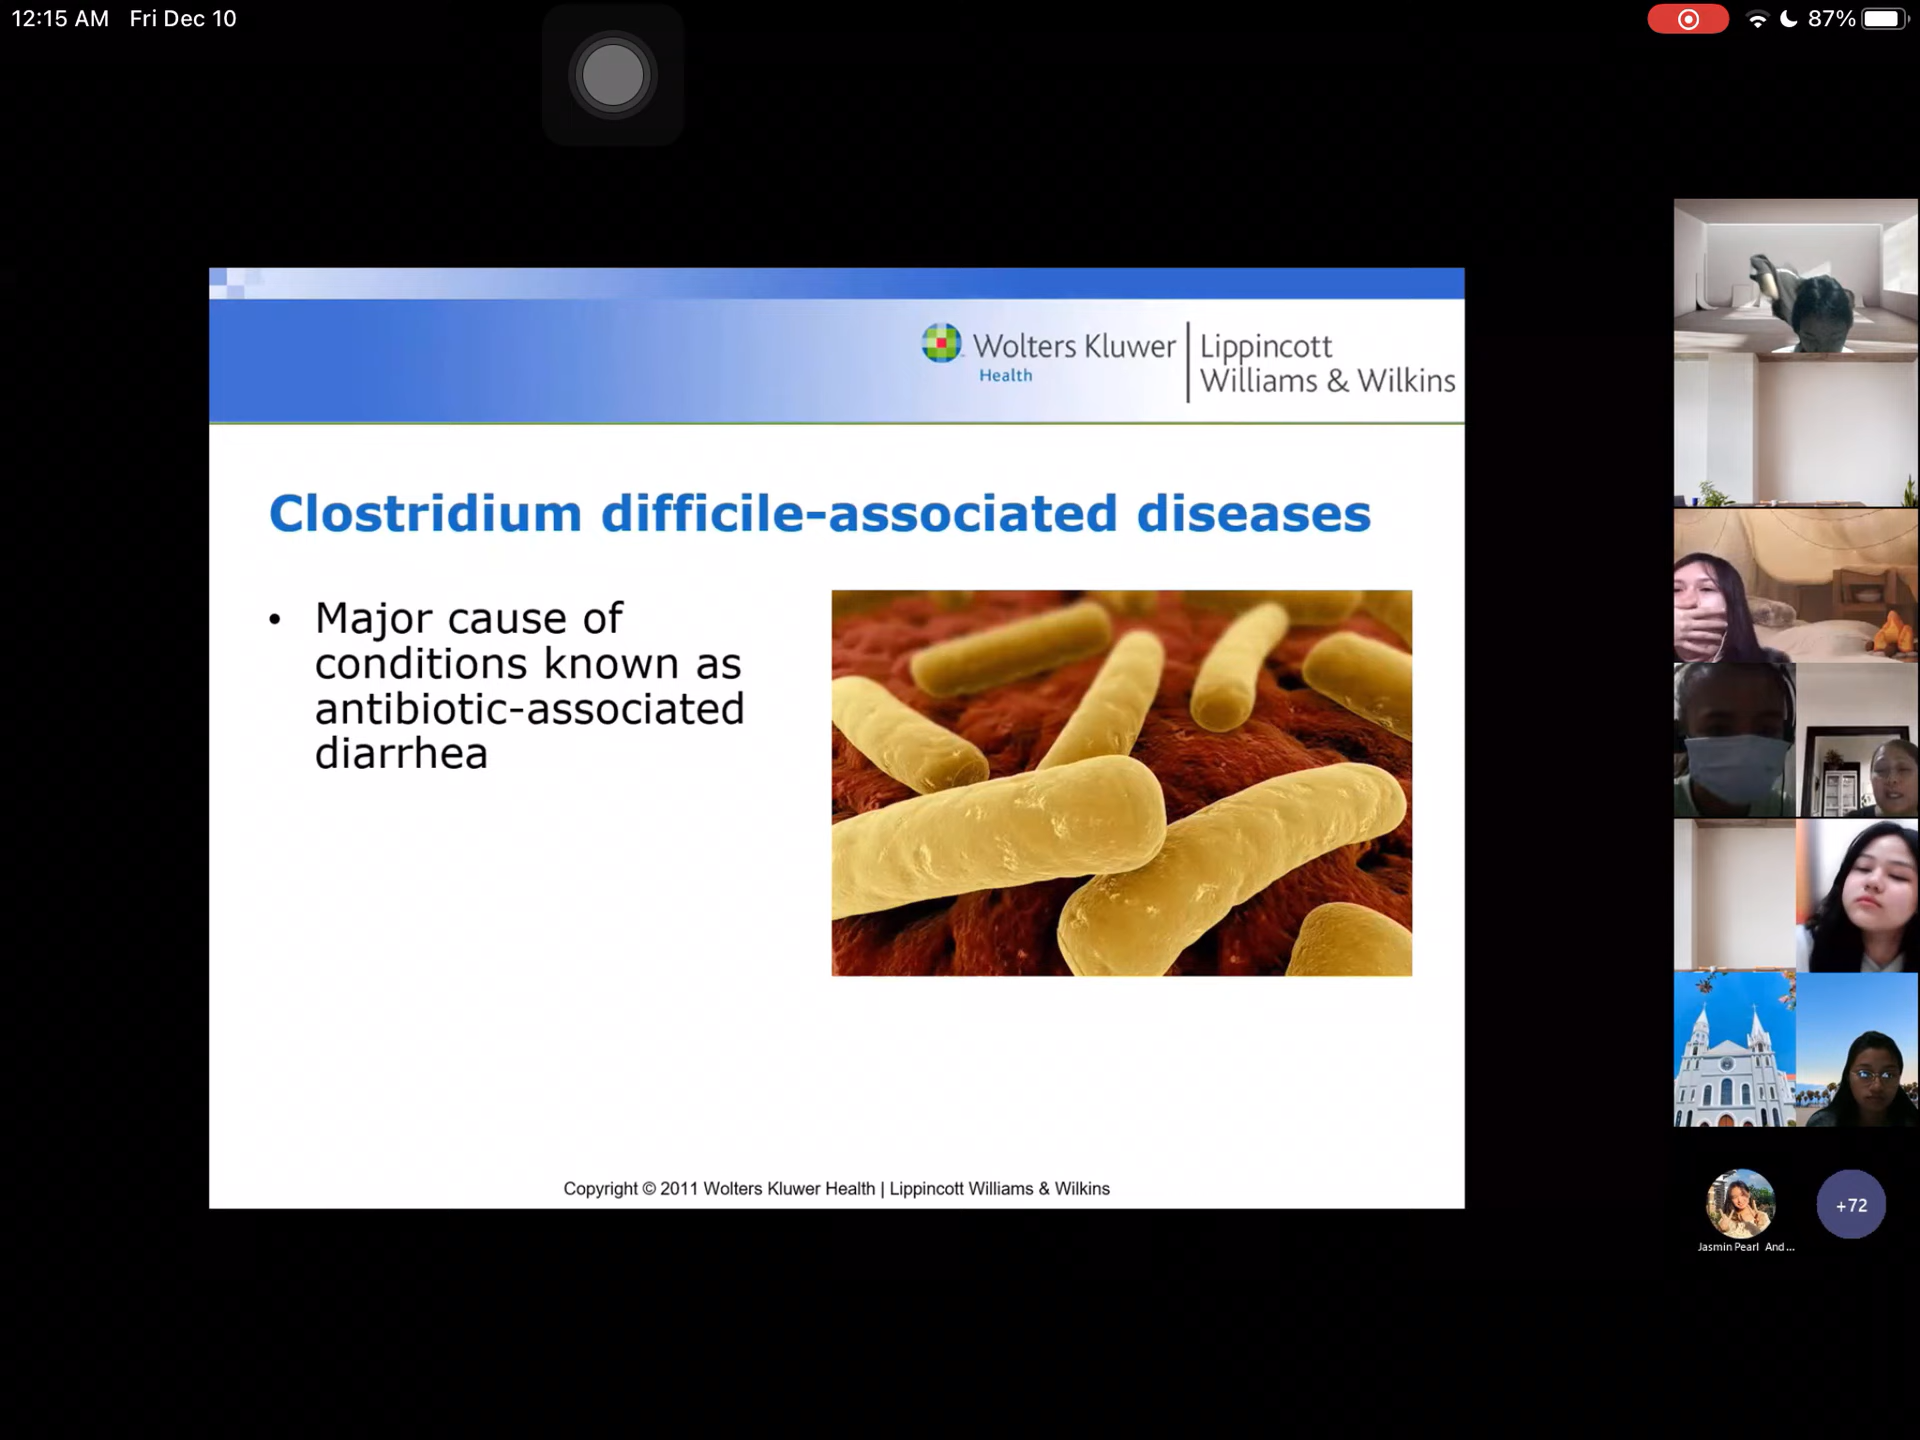 12:15 AM Fri Dec 10
87%
Wolters Kluwer
Health
Lippincott
Williams & Wilkins
Clostridium difficile-associated diseases
• Major cause of
conditions known as
antibiotic-associated
diarrhea
Copyright © 2011 Wolters Kluwer Health | Lippincott Williams & Wilkins
+72
Jasmin Pearl And...